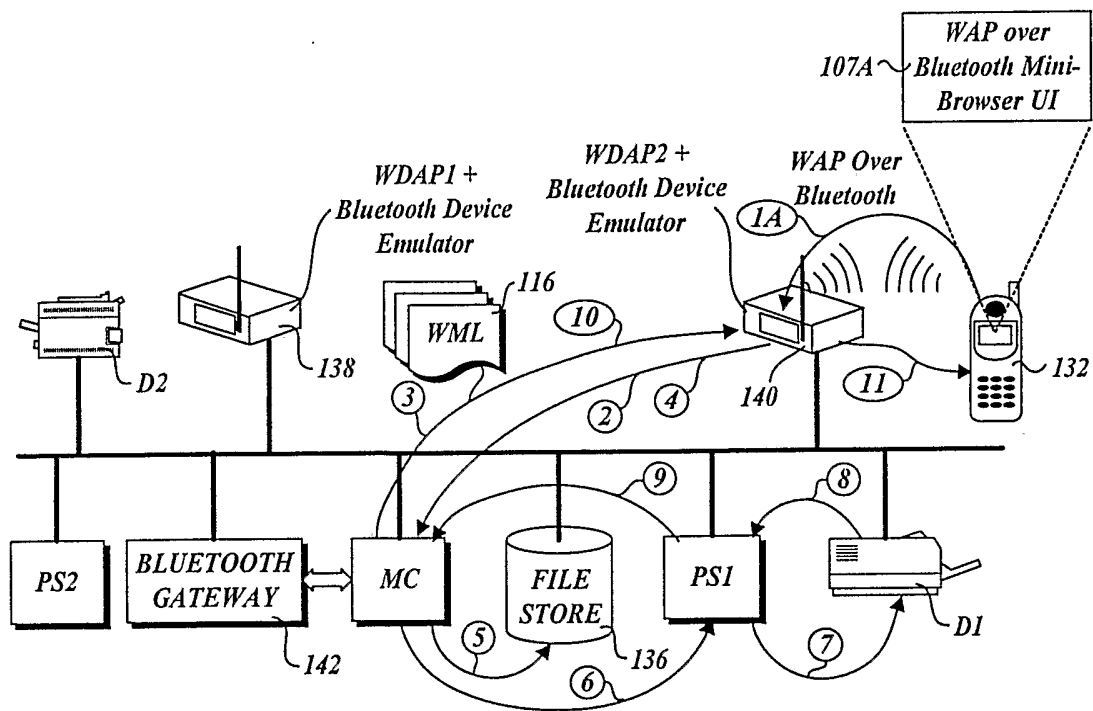 WAP over
Bluetooth Mini-
Browser UI
107A
WDAP1 +
Bluetooth Device
Emulator
WDAP2 +
Bluetooth Device
Emulator
WAP Over
Bluetooth
1A
116
WML
10
138
D2
3
2
4
140
11
132
9
8
PS2
BLUETOOTH
GATEWAY
MC
FILE
STORE
PS1
D1
142
5
136
6
7